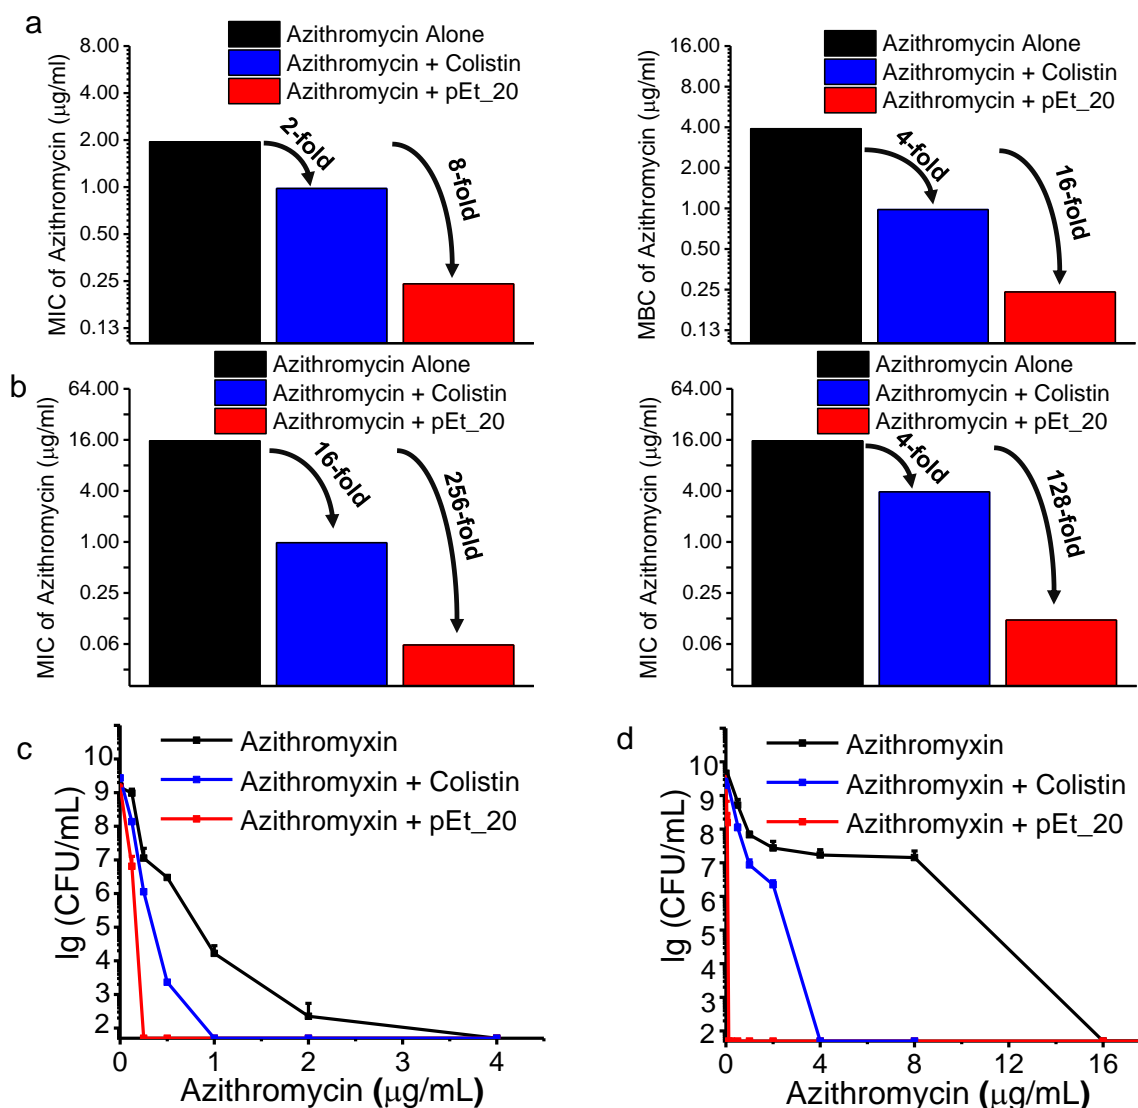 a
Azithromycin Alone
Azithromycin + Colistin
Azithromycin + pEt_20
MIC of Azithromycin (μg/ml)
8.00
4.00
2.00
1.00
0.50
0.25
0.13
2-fold
8-fold
Azithromycin Alone
Azithromycin + Colistin
Azithromycin + pEt_20
MBC of Azithromycin (μg/ml)
16.00
8.00
4.00
2.00
1.00
0.50
0.25
0.13
4-fold
16-fold
b
Azithromycin Alone
Azithromycin + Colistin
Azithromycin + pEt_20
MIC of Azithromycin (μg/ml)
64.00
16.00
4.00
1.00
0.25
0.06
16-fold
256-fold
Azithromycin Alone
Azithromycin + Colistin
Azithromycin + pEt_20
MIC of Azithromycin (μg/ml)
64.00
16.00
4.00
1.00
0.25
0.06
4-fold
128-fold
c
Azithromyxin
Azithromyxin + Colistin
Azithromyxin + pEt_20
lg (CFU/mL)
10
9
8
7
6
5
4
3
2
0 1 2 3 4
Azithromycin (μg/mL)
d
Azithromyxin
Azithromyxin + Colistin
Azithromyxin + pEt_20
lg (CFU/mL)
10
9
8
7
6
5
4
3
2
0 4 8 12 16
Azithromycin (μg/mL)